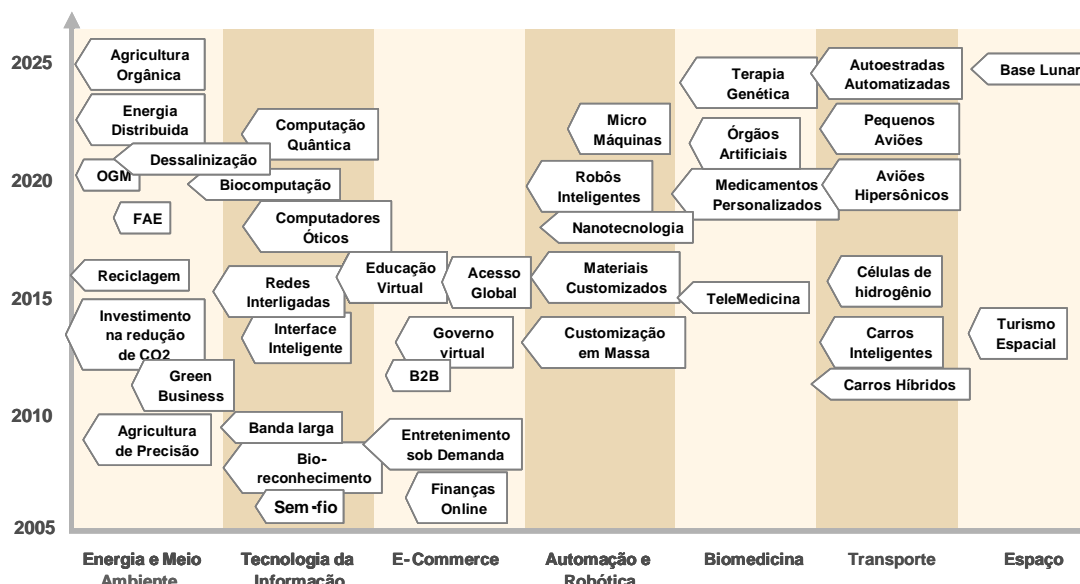 2025
2020
2015
2010
2005
Agricultura
Orgânica
Energia
Distribuida
Dessalinização
OGM
FAE
Reciclagem
Investimento
na redução
de CO2
Green
Business
Agricultura
de Precisão
Computação
Quântica
Biocomputação
Computadores
Óticos
Redes
Interligadas
Interface
Inteligente
Banda larga
Bio-
reconhecimento
Sem-fio
Educação
Virtual
Acesso
Global
Governo
virtual
B2B
Entretenimento
sob Demanda
Finanças
Online
Micro
Máquinas
Robôs
Inteligentes
Nanotecnologia
Materiais
Customizados
Customização
em Massa
Terapia
Genética
Órgãos
Artificiais
Medicamentos
Personalizados
TeleMedicina
Autoestradas
Automatizadas
Pequenos
Aviões
Aviões
Hipersônicos
Células de
hidrogênio
Carros
Inteligentes
Carros Híbridos
Base Lunar
Turismo
Espacial
Energia e Meio
Ambiente
Tecnologia da
Informação
E-Commerce
Automação e
Robótica
Biomedicina
Transporte
Espaço